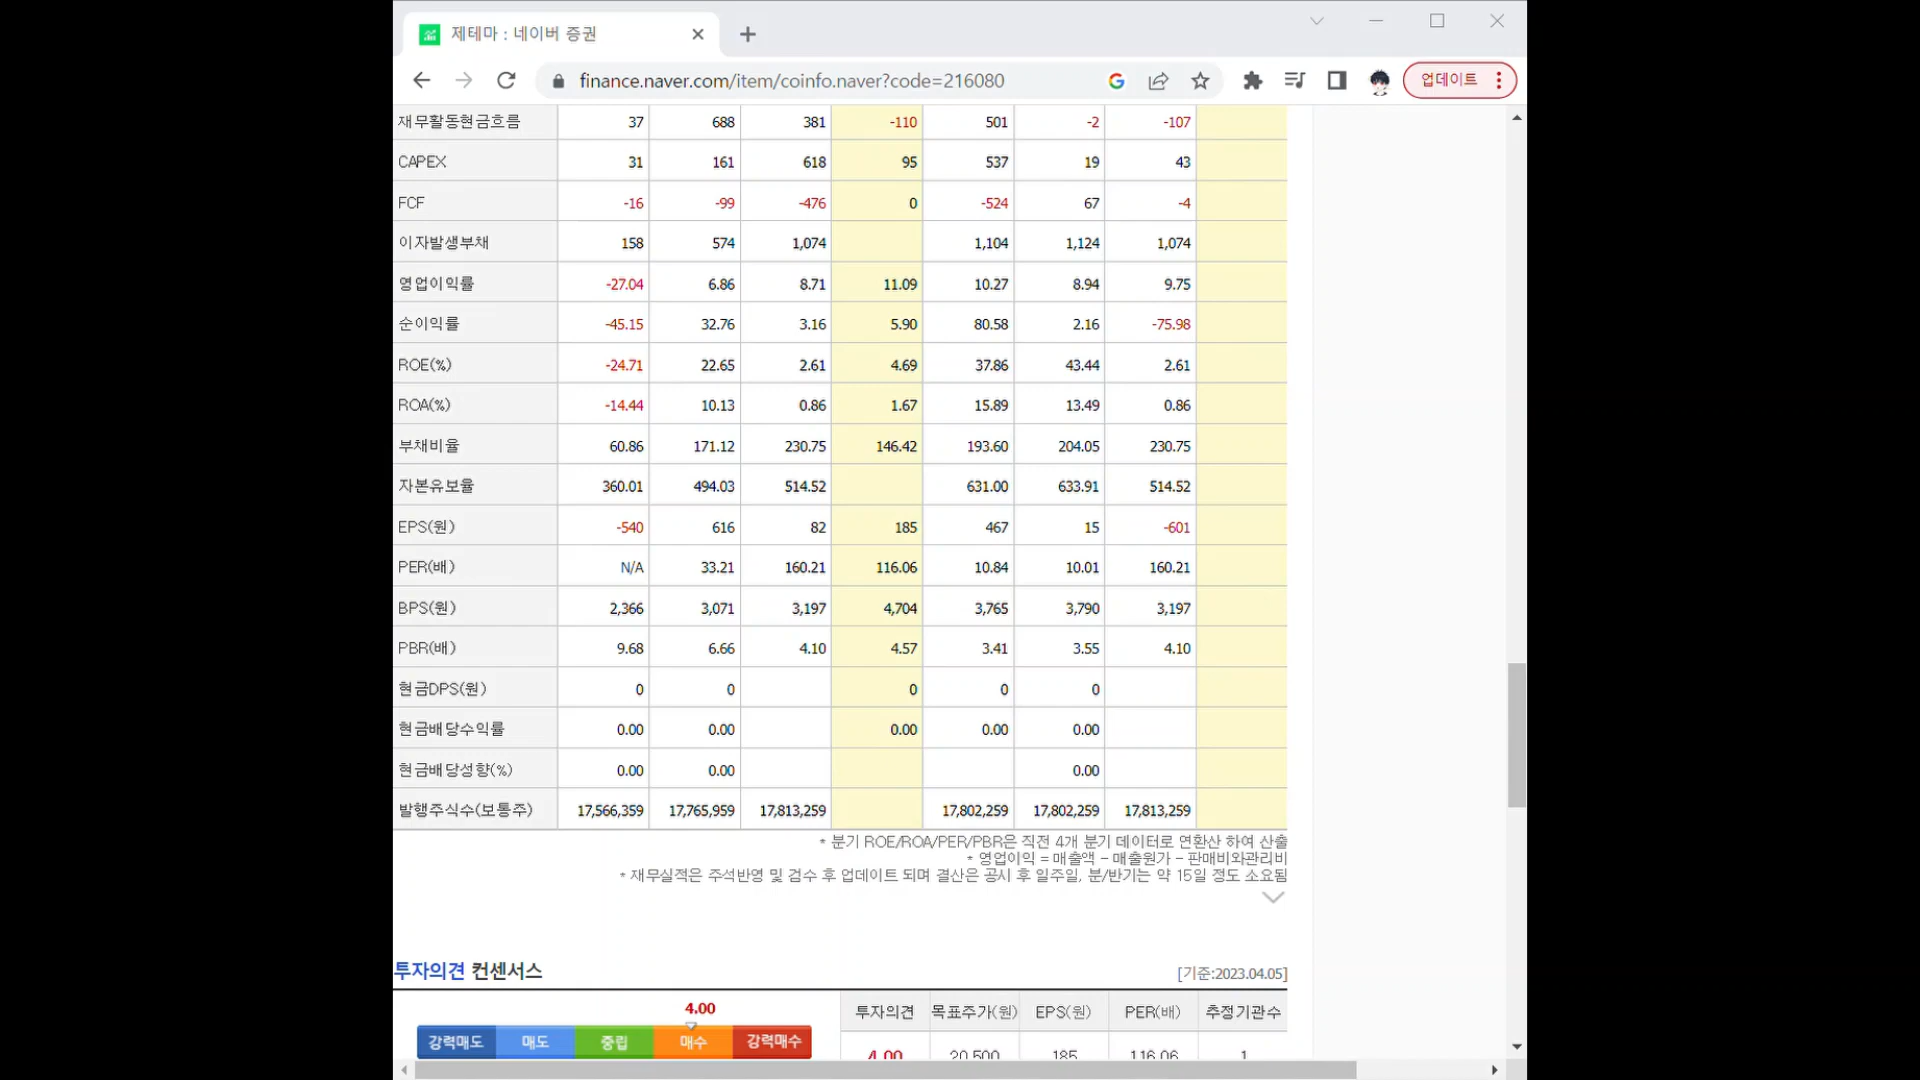 제테마 : 네이버 증권
finance.naver.com/item/coinfo.naver?code=216080
업데이트
재무활동현금흐름 37 688 381 -110 501 -2 -107
CAPEX 31 161 618 95 537 19 43
FCF -16 -99 -476 0 -524 67 -4
이자발생부채 158 574 1,074 1,104 1,124 1,074
영업이익률 -27.04 6.86 8.71 11.09 10.27 8.94 9.75
순이익률 -45.15 32.76 3.16 5.90 80.58 2.16 -75.98
ROE(%) -24.71 22.65 2.61 4.69 37.86 43.44 2.61
ROA(%) -14.44 10.13 0.86 1.67 15.89 13.49 0.86
부채비율 60.86 171.12 230.75 146.42 193.60 204.05 230.75
자본유보율 360.01 494.03 514.52 631.00 633.91 514.52
EPS(원) -540 616 82 185 467 15 -601
PER(배) N/A 33.21 160.21 116.06 10.84 10.01 160.21
BPS(원) 2,366 3,071 3,197 4,704 3,765 3,790 3,197
PBR(배) 9.68 6.66 4.10 4.57 3.41 3.55 4.10
현금DPS(원) 0 0 0 0 0
현금배당수익률 0.00 0.00 0.00 0.00 0.00
현금배당성향(%) 0.00 0.00 0.00
발행주식수(보통주) 17,566,359 17,765,959 17,813,259 17,802,259 17,802,259 17,813,259
* 분기 ROE/ROA/PER/PBR은 직전 4개 분기 데이터로 연환산 하여 산출
* 영업이익 = 매출액 - 매출원가 - 판매비와관리비
* 재무실적은 주석반영 및 검수 후 업데이트 되며 결산은 공시 후 일주일, 분/반기는 약 15일 정도 소요됨
투자의견 컨센서스 [기준:2023.04.05]
4.00
강력매도 매도 중립 매수 강력매수
투자의견 목표주가(원) EPS(원) PER(배) 추정기관수
4.00 20,500 185 116.06 1